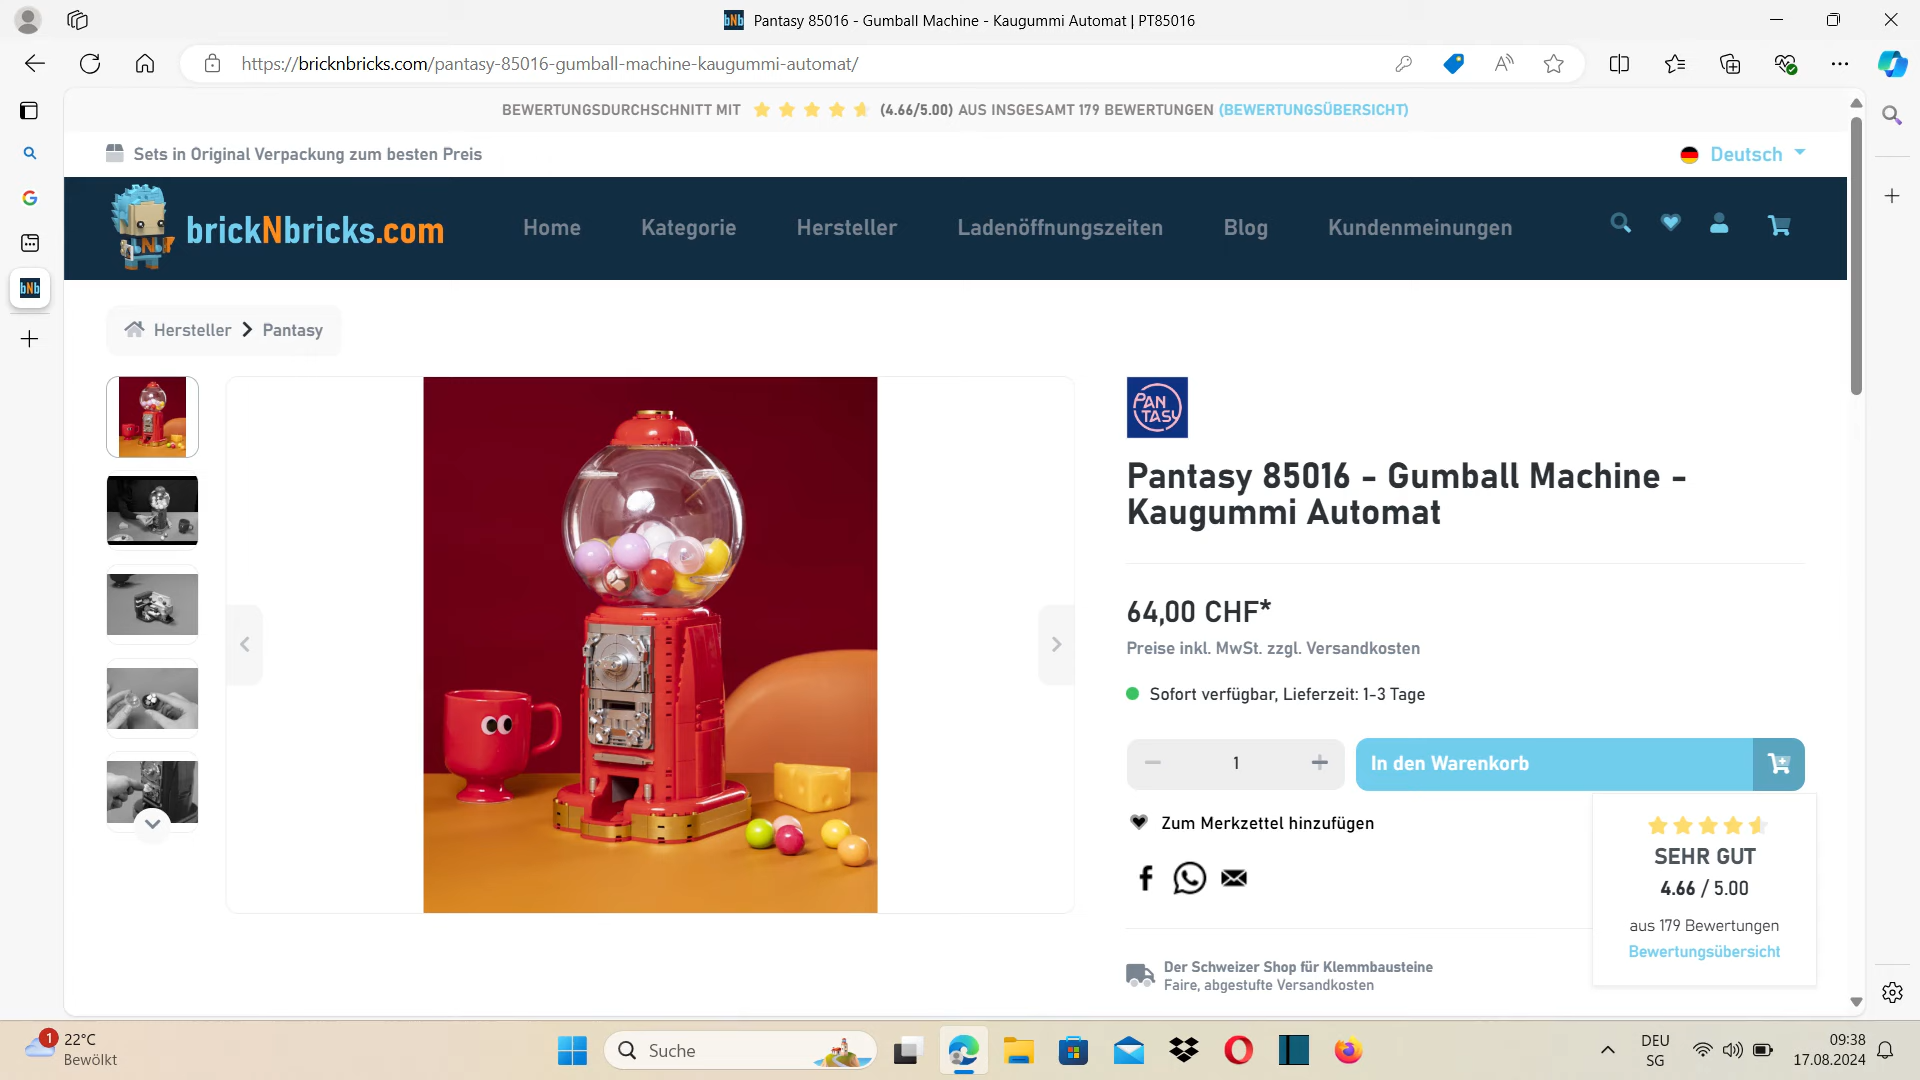 Pantasy 85016 - Gumball Machine - Kaugummi Automat | PT85016
https://bricknbricks.com/pantasy-85016-gumball-machine-kaugummi-automat/
BEWERTUNGSDURCHSCHNITT MIT (4.66/5.00) AUS INSGESAMT 179 BEWERTUNGEN (BEWERTUNGSÜBERSICHT)
Sets in Original Verpackung zum besten Preis
Deutsch
brickNbricks.com
Home Kategorie Hersteller Ladenöffnungszeiten Blog Kundenmeinungen
bNb
Hersteller Pantasy
PANTASY
Pantasy 85016 - Gumball Machine -
Kaugummi Automat
64,00 CHF*
Preise inkl. MwSt. zzgl. Versandkosten
Sofort verfügbar, Lieferzeit: 1-3 Tage
1
In den Warenkorb
Zum Merkzettel hinzufügen
SEHR GUT
4.66 / 5.00
aus 179 Bewertungen
Bewertungsübersicht
Der Schweizer Shop für Klemmbausteine
Faire, abgestufte Versandkosten
1
22°C
Bewölkt
Suche
DEU
SG
09:38
17.08.2024